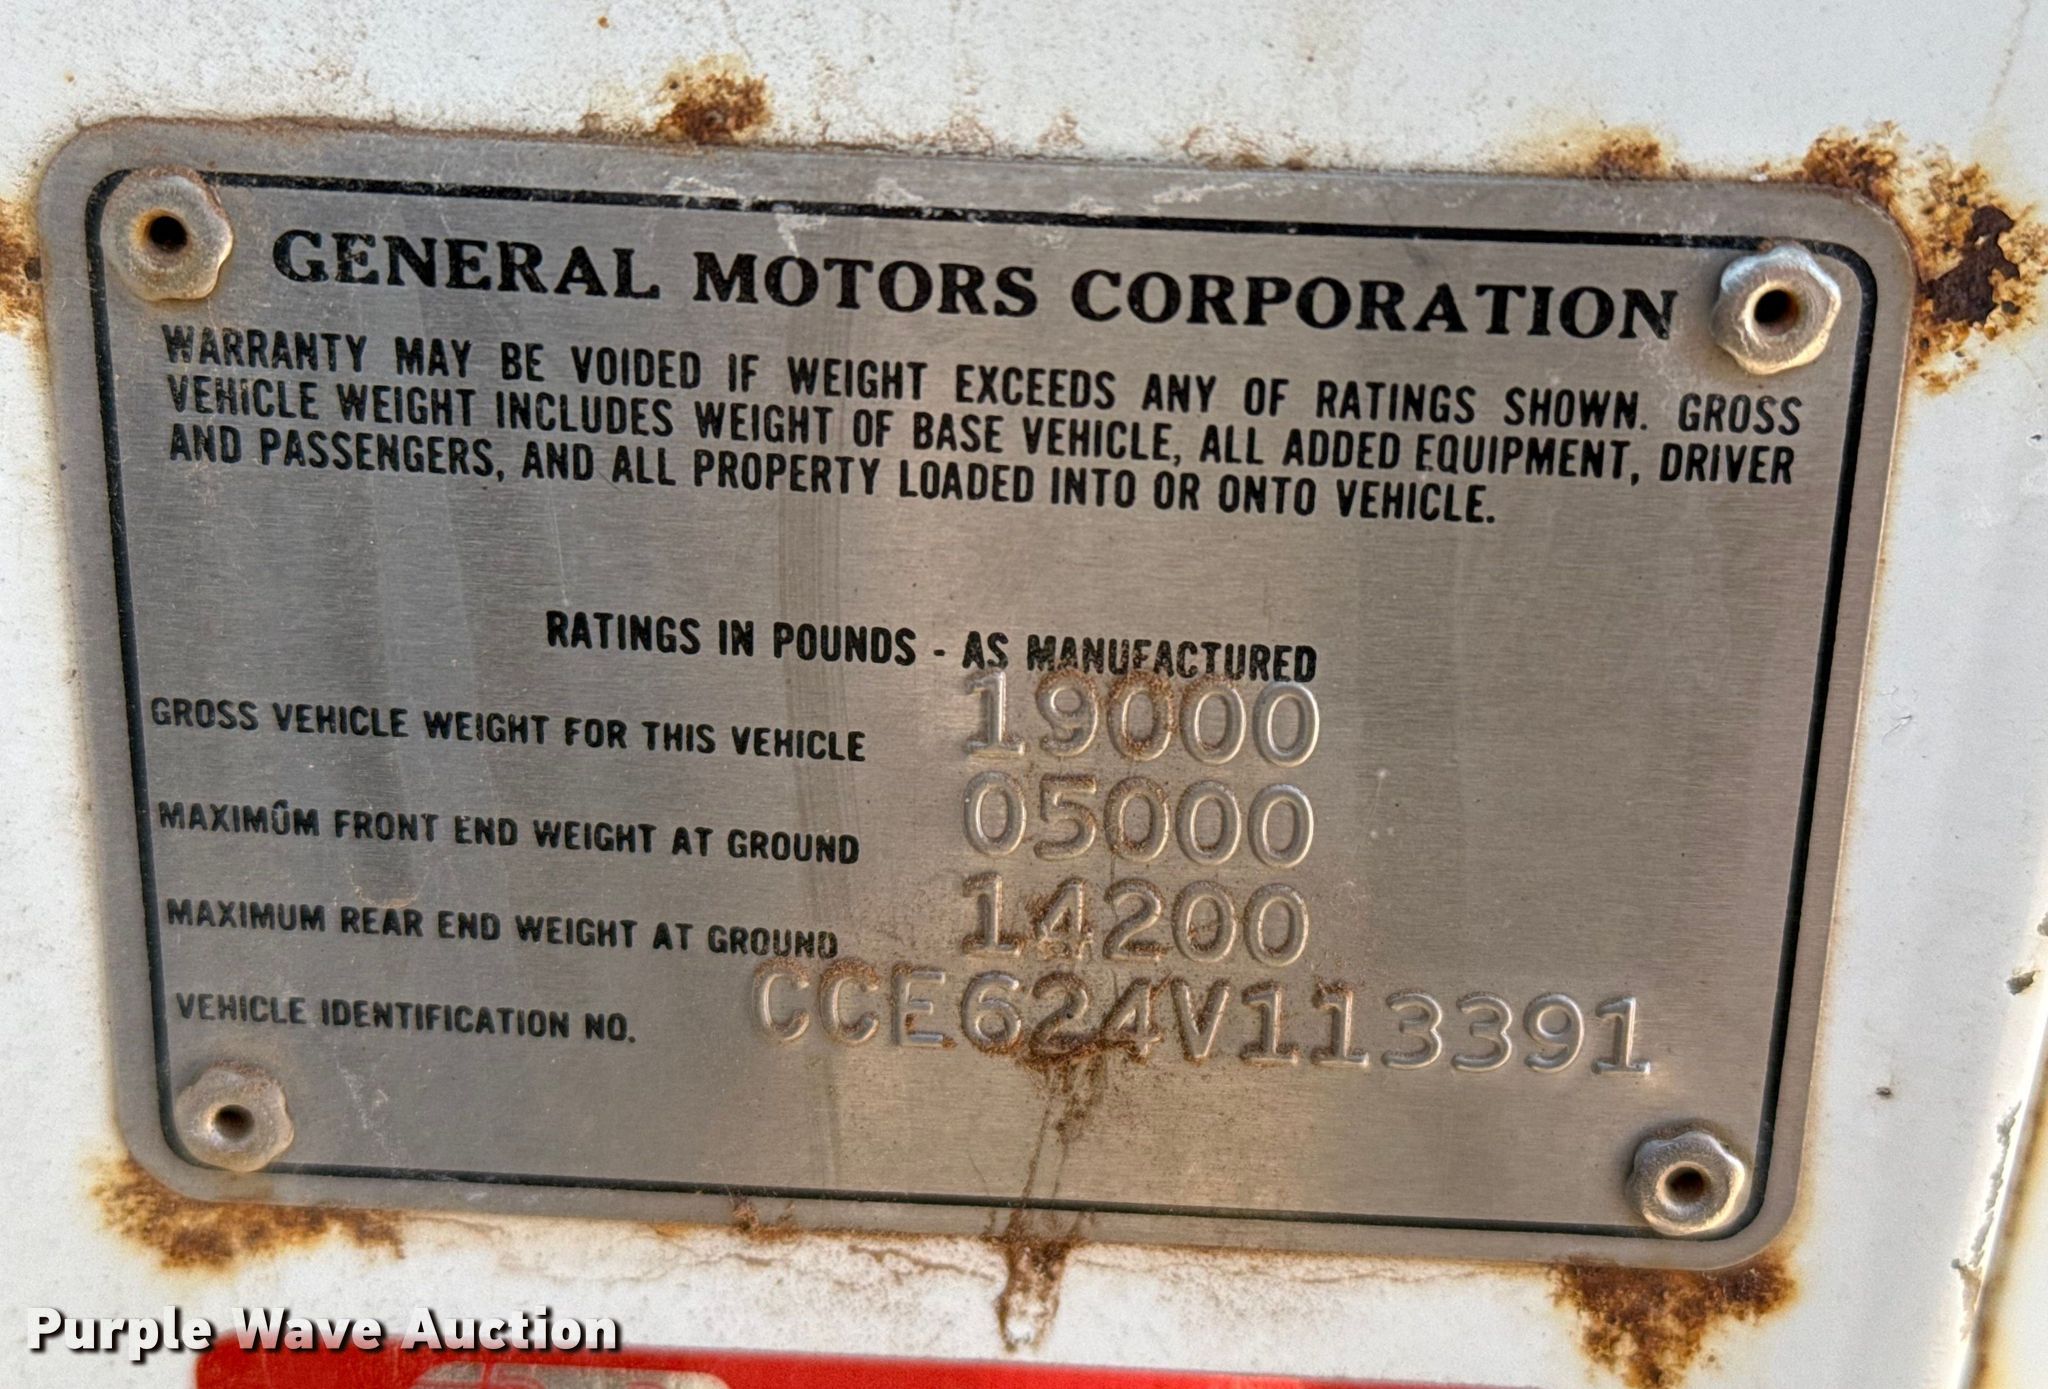 GENERAL MOTORS CORPORATION
WARRANTY MAY BE VOIDED IF WEIGHT EXCEEDS ANY OF RATINGS SHOWN. GROSS
VEHICLE WEIGHT INCLUDES WEIGHT OF BASE VEHICLE, ALL ADDED EQUIPMENT, DRIVER
AND PASSENGERS, AND ALL PROPERTY LOADED INTO OR ONTO VEHICLE.
RATINGS IN POUNDS - AS MANUFACTURED
GROSS VEHICLE WEIGHT FOR THIS VEHICLE 19000
MAXIMUM FRONT END WEIGHT AT GROUND 05000
MAXIMUM REAR END WEIGHT AT GROUND 14200
VEHICLE IDENTIFICATION NO. CCE624V113391
Purple Wave Auction